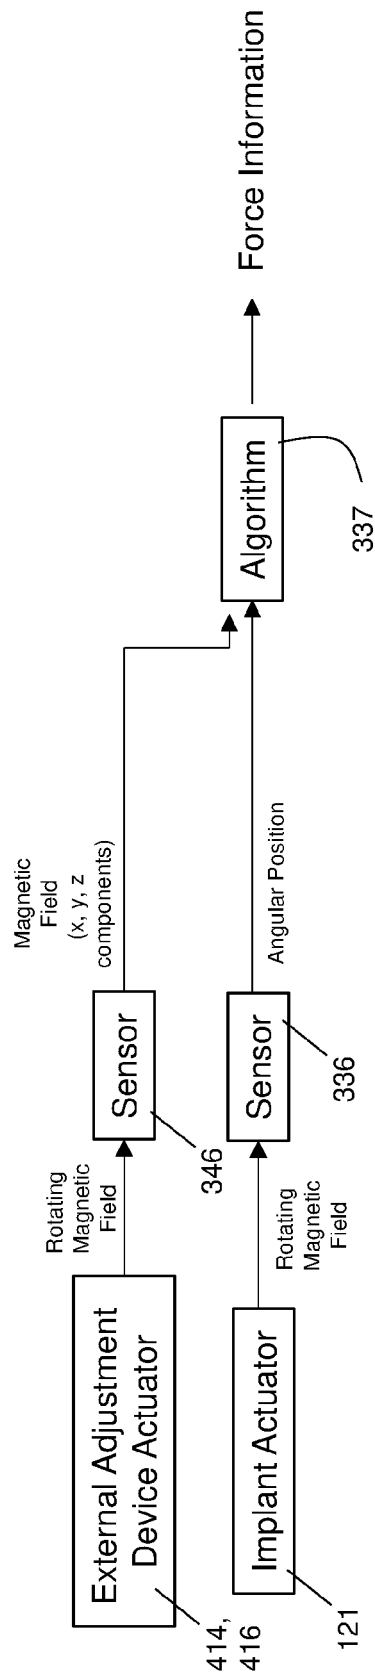 External Adjustment
Device Actuator
414,
416
Rotating
Magnetic
Field
Sensor
346
Magnetic
Field
(x, y, z
components)
Implant Actuator
121
Rotating
Magnetic
Field
Sensor
336
Angular Position
Algorithm
337
Force Information